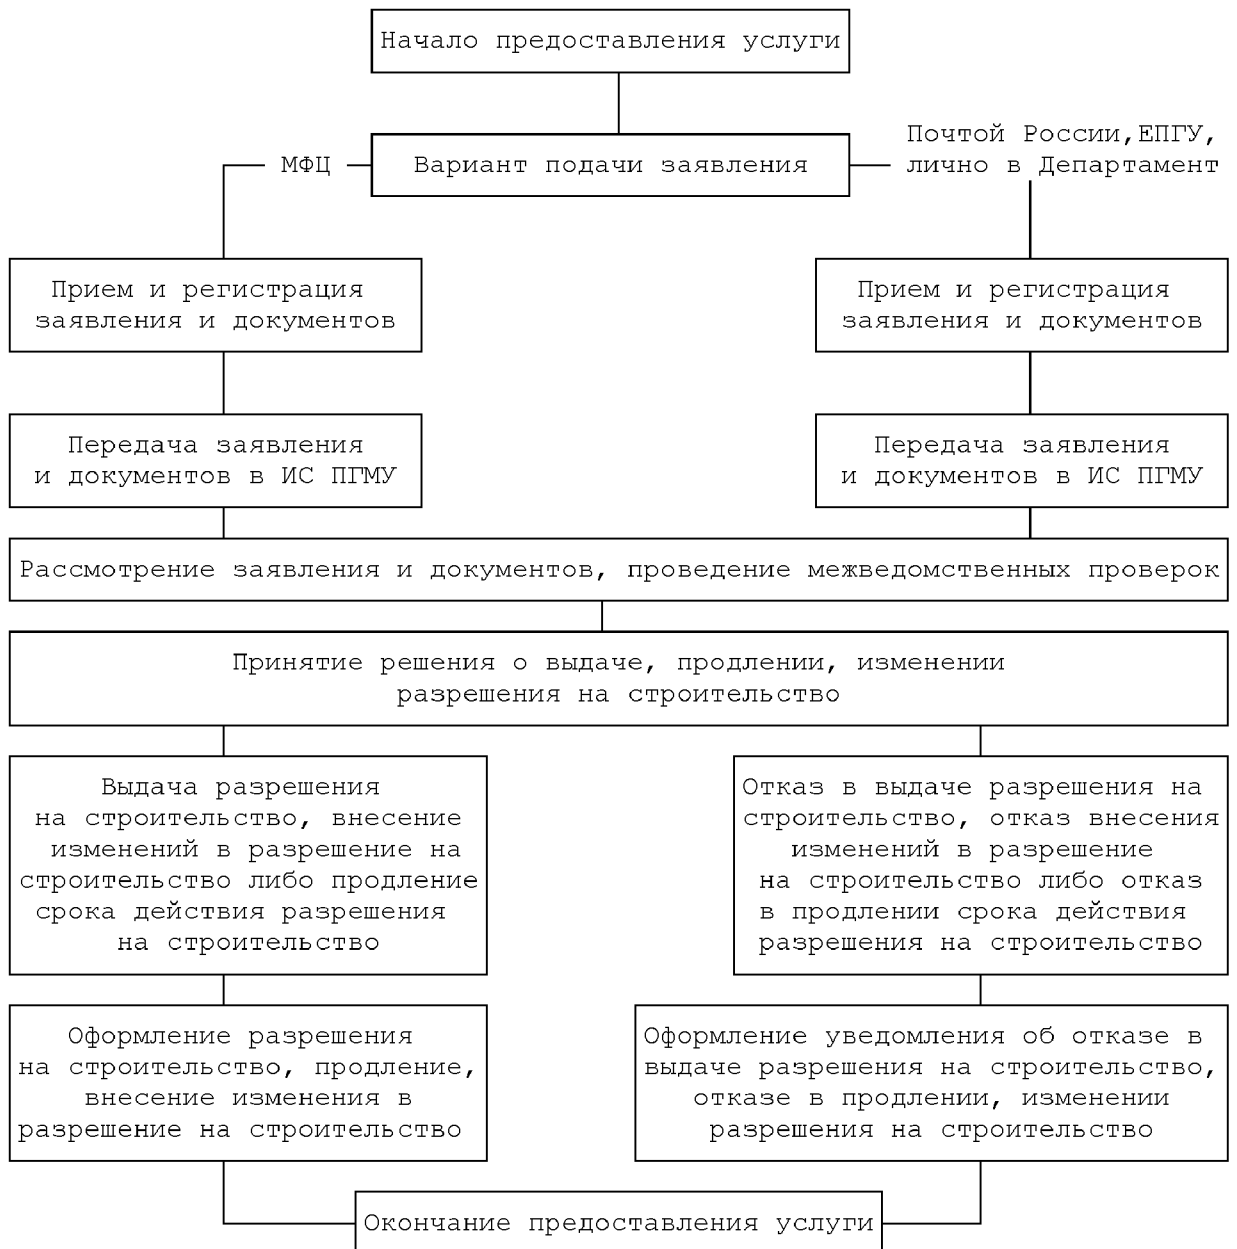 Начало предоставления услуги
Почтой России, ЕПГУ,
МФЦ
Вариант подачи заявления
лично в Департамент
Прием и регистрация
заявления и документов
Прием и регистрация
заявления и документов
Передача заявления
и документов в ИС ПГМУ
Передача заявления
и документов в ИС ПГМУ
Рассмотрение заявления и документов, проведение межведомственных проверок
Принятие решения о выдаче, продлении, изменении
разрешения на строительство
Выдача разрешения
на строительство, внесение
изменений в разрешение на
строительство либо продление
срока действия разрешения
на строительство
Отказ в выдаче разрешения на
строительство, отказ внесения
изменений в разрешение
на строительство либо отказ
в продлении срока действия
разрешения на строительство
Оформление разрешения
на строительство, продление,
внесение изменения в
разрешение на строительство
Оформление уведомления об отказе в
выдаче разрешения на строительство,
отказе в продлении, изменении
разрешения на строительство
Окончание предоставления услуги